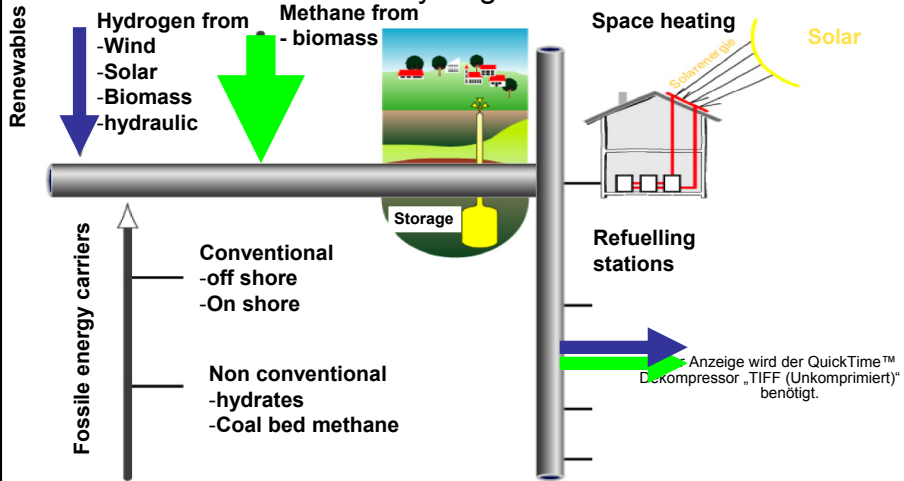 Renewables
Hydrogen from
-Wind
-Solar
-Biomass
-hydraulic
Methane from
- biomass
Space heating
Solar
Solarenergie
Storage
Fossile energy carriers
Conventional
-off shore
-On shore
Non conventional
-hydrates
-Coal bed methane
Refuelling
stations
Anzeige wird der QuickTime™
Dekompressor „TIFF (Unkomprimiert)“
benötigt.